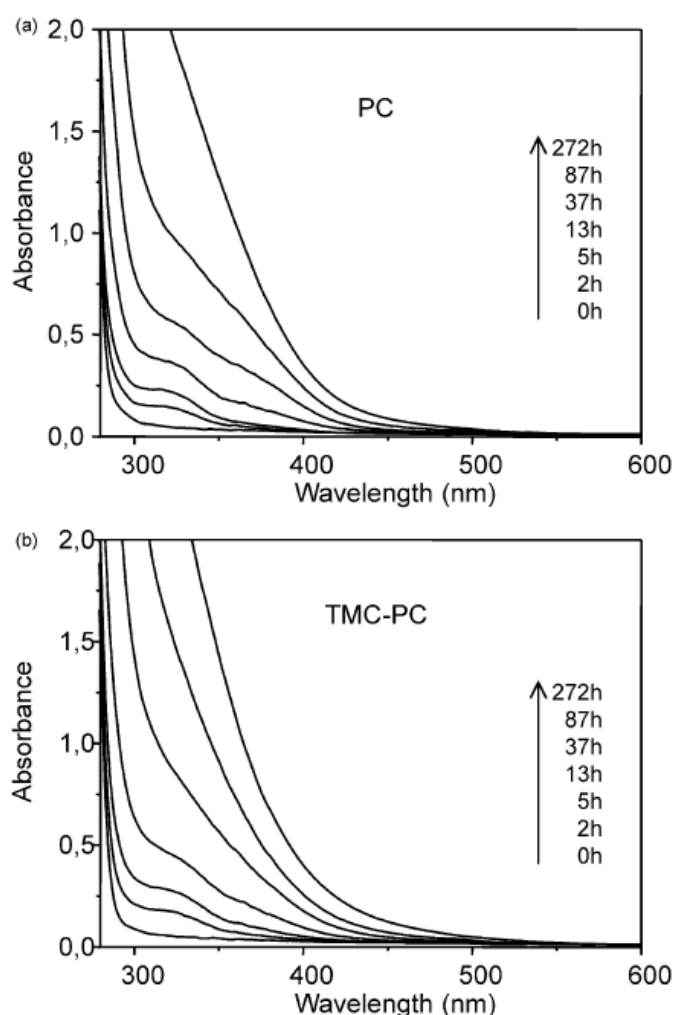 (a)
2,0
1,5
1,0
0,5
0,0
Absorbance
PC
272h
87h
37h
13h
5h
2h
0h
300 400 500 600
Wavelength (nm)
(b)
2,0
1,5
1,0
0,5
0,0
Absorbance
TMC-PC
272h
87h
37h
13h
5h
2h
0h
300 400 500 600
Wavelength (nm)